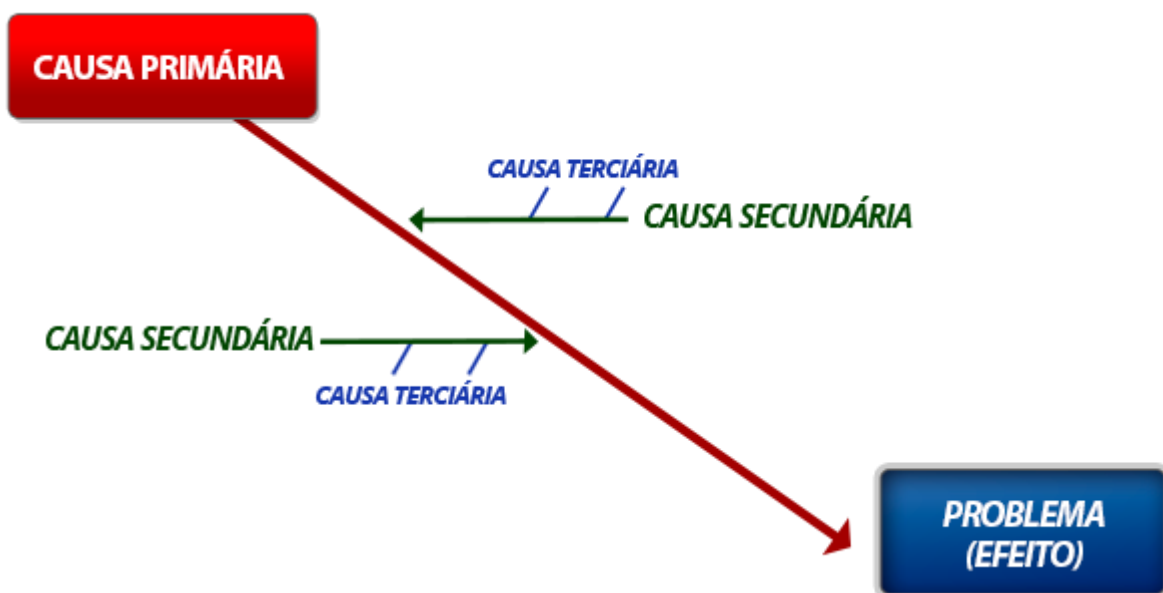 CAUSA PRIMÁRIA
CAUSA TERCIÁRIA
CAUSA SECUNDÁRIA
CAUSA SECUNDÁRIA
CAUSA TERCIÁRIA
PROBLEMA
(EFEITO)